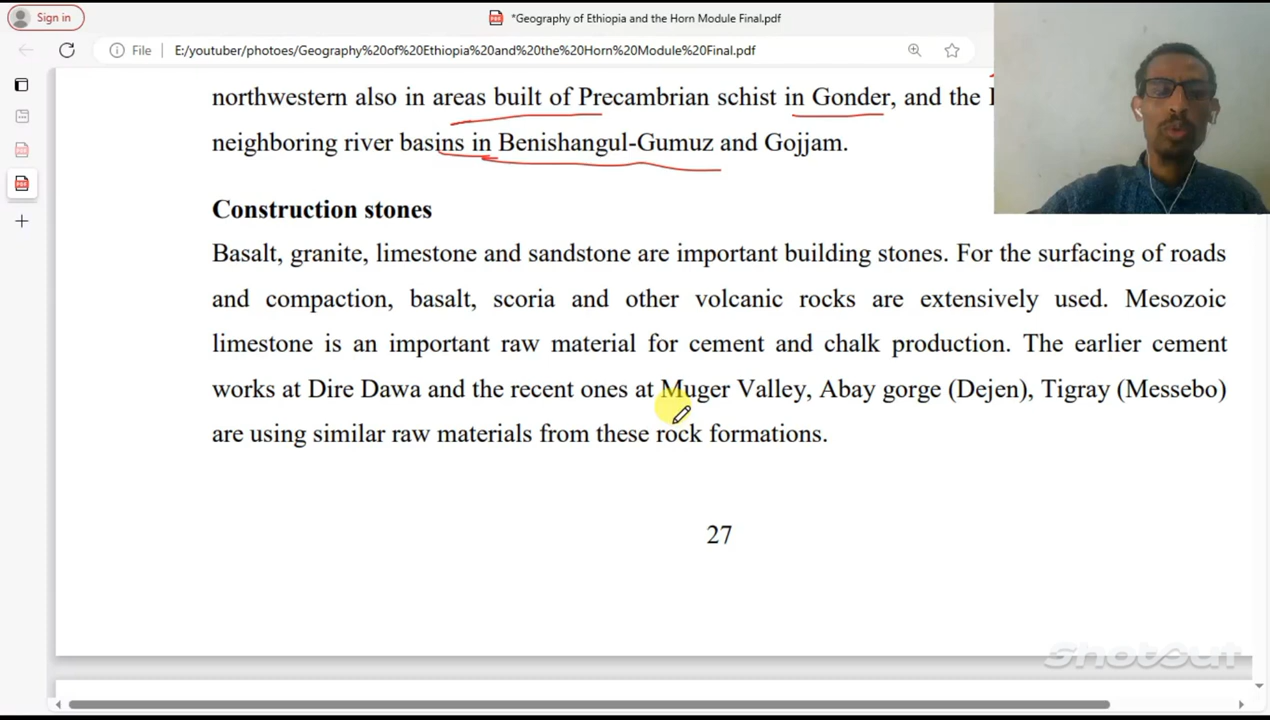 Sign in
*Geography of Ethiopia and the Horn Module Final.pdf
File
E:/youtuber/photoes/Geography%20of%20Ethiopia%20and%20the%20Horn%20Module%20Final.pdf
northwestern also in areas built of Precambrian schist in Gonder, and the
neighboring river basins in Benishangul-Gumuz and Gojjam.
Construction stones
Basalt, granite, limestone and sandstone are important building stones. For the surfacing of roads
and compaction, basalt, scoria and other volcanic rocks are extensively used. Mesozoic
limestone is an important raw material for cement and chalk production. The earlier cement
works at Dire Dawa and the recent ones at Muger Valley, Abay gorge (Dejen), Tigray (Messebo)
are using similar raw materials from these rock formations.
27
Shotcut